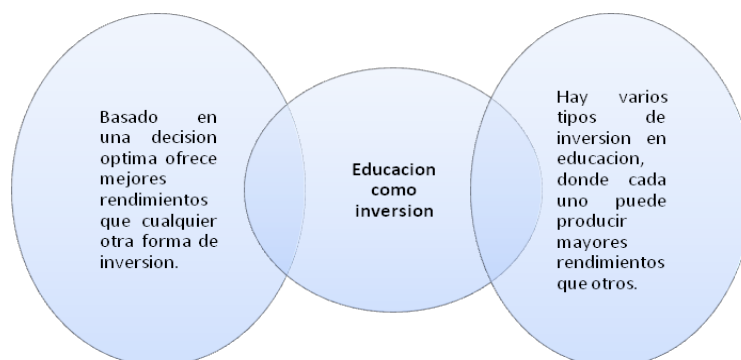 Basado en
una decision
optima ofrece
mejores
rendimientos
que cualquier
otra forma de
inversion.
Educacion
como
inversion
Hay varios
tipos de
inversion en
educacion,
donde cada
uno puede
producir
mayores
rendimientos
que otros.